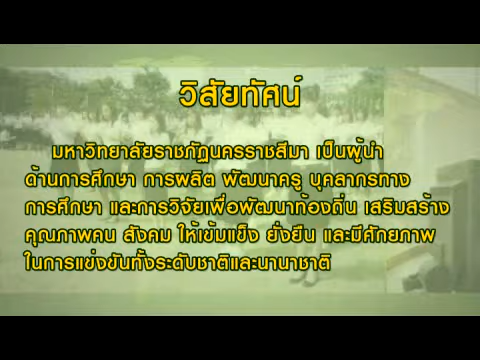 วิสัยทัศน์
มหาวิทยาลัยราชภัฏนครราชสีมา เป็นผู้นำ
ด้านการศึกษา การผลิต พัฒนาครู บุคลากรทาง
การศึกษา และการวิจัยเพื่อพัฒนาท้องถิ่น เสริมสร้าง
คุณภาพคน สังคม ให้เข้มแข็ง ยั่งยืน และมีศักยภาพ
ในการแข่งขันทั้งระดับชาติและนานาชาติ